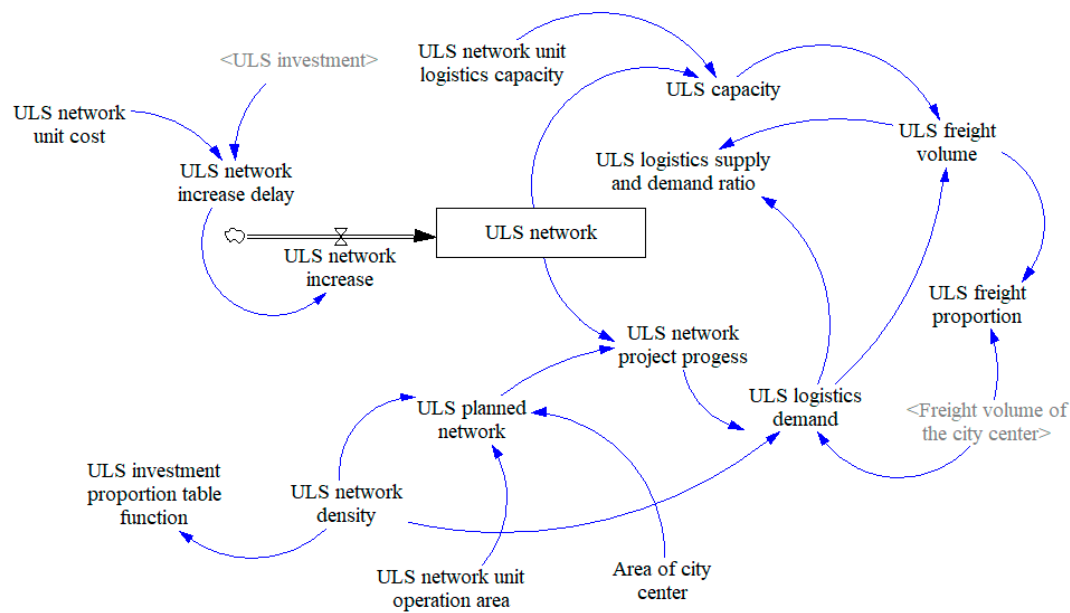 ULS network unit
logistics capacity
<ULS investment>
ULS capacity
ULS network
unit cost
ULS freight
volume
ULS network
increase delay
ULS logistics supply
and demand ratio
ULS network
ULS network
increase
ULS freight
proportion
ULS network
project progess
ULS planned
network
ULS logistics
demand
<Freight volume of
the city center>
ULS investment
proportion table
function
ULS network
density
ULS network unit
operation area
Area of city
center